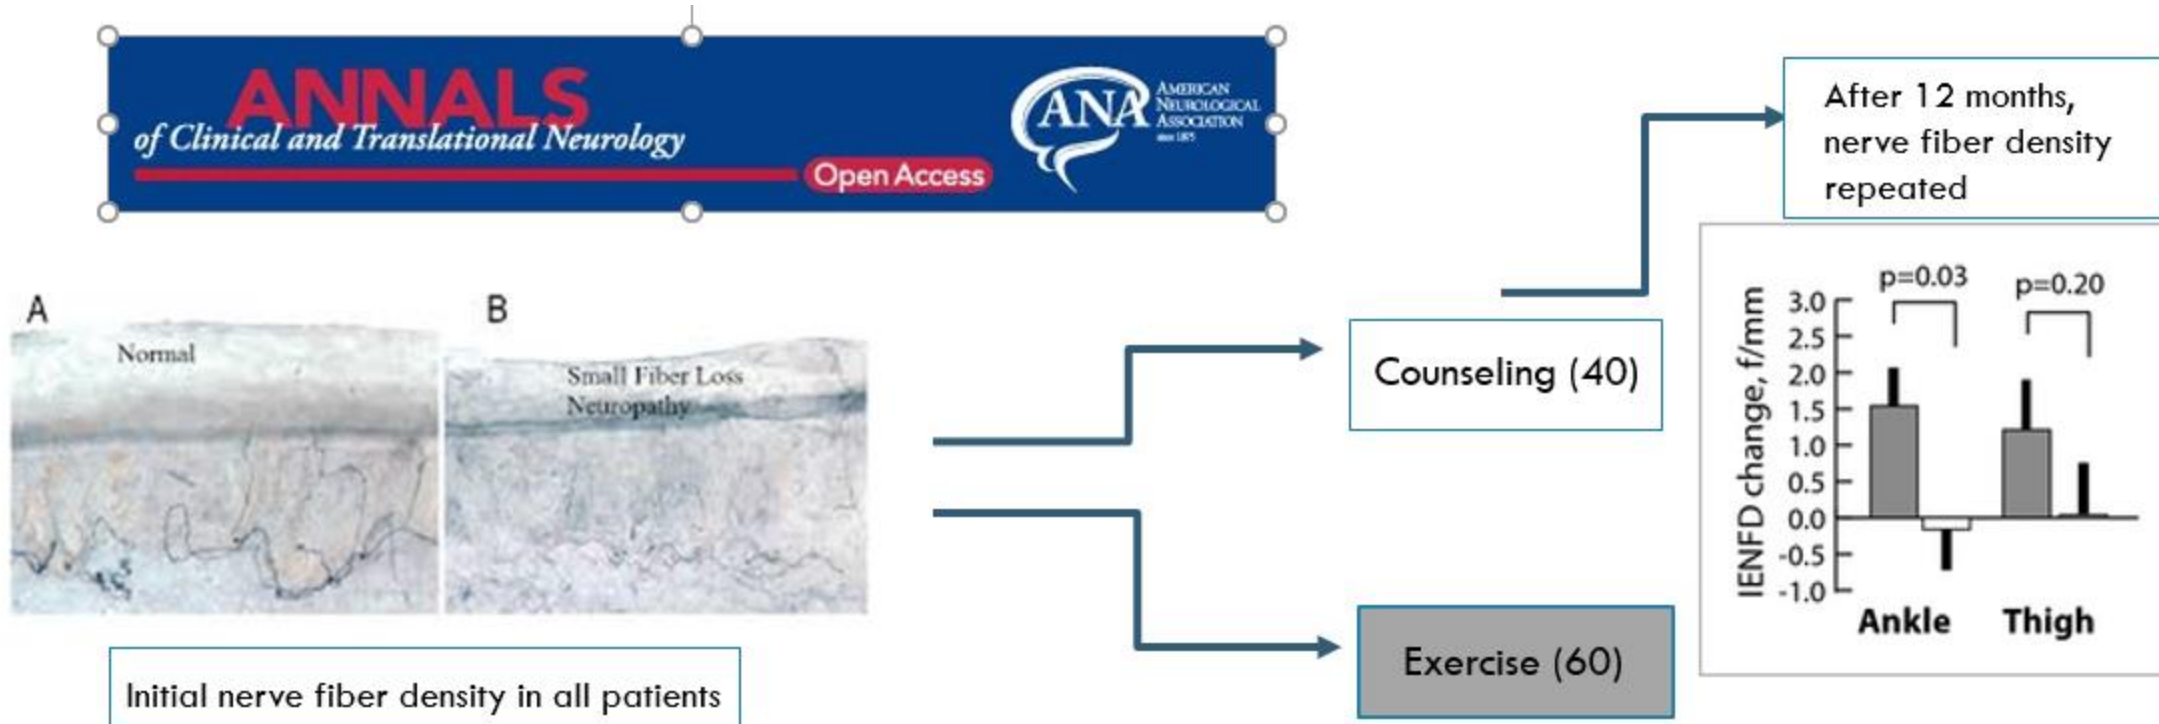 ANNALS
of Clinical and Translational Neurology
Open Access
ANA
AMERICAN
NEUROLOGICAL
ASSOCIATION
since 1875
After 12 months,
nerve fiber density
repeated
A
Normal
B
Small Fiber Loss
Neuropathy
Initial nerve fiber density in all patients
Counseling (40)
Exercise (60)
IENFD change, f/mm
p=0.03
p=0.20
3.0
2.5
2.0
1.5
1.0
0.5
0.0
-0.5
-1.0
Ankle
Thigh